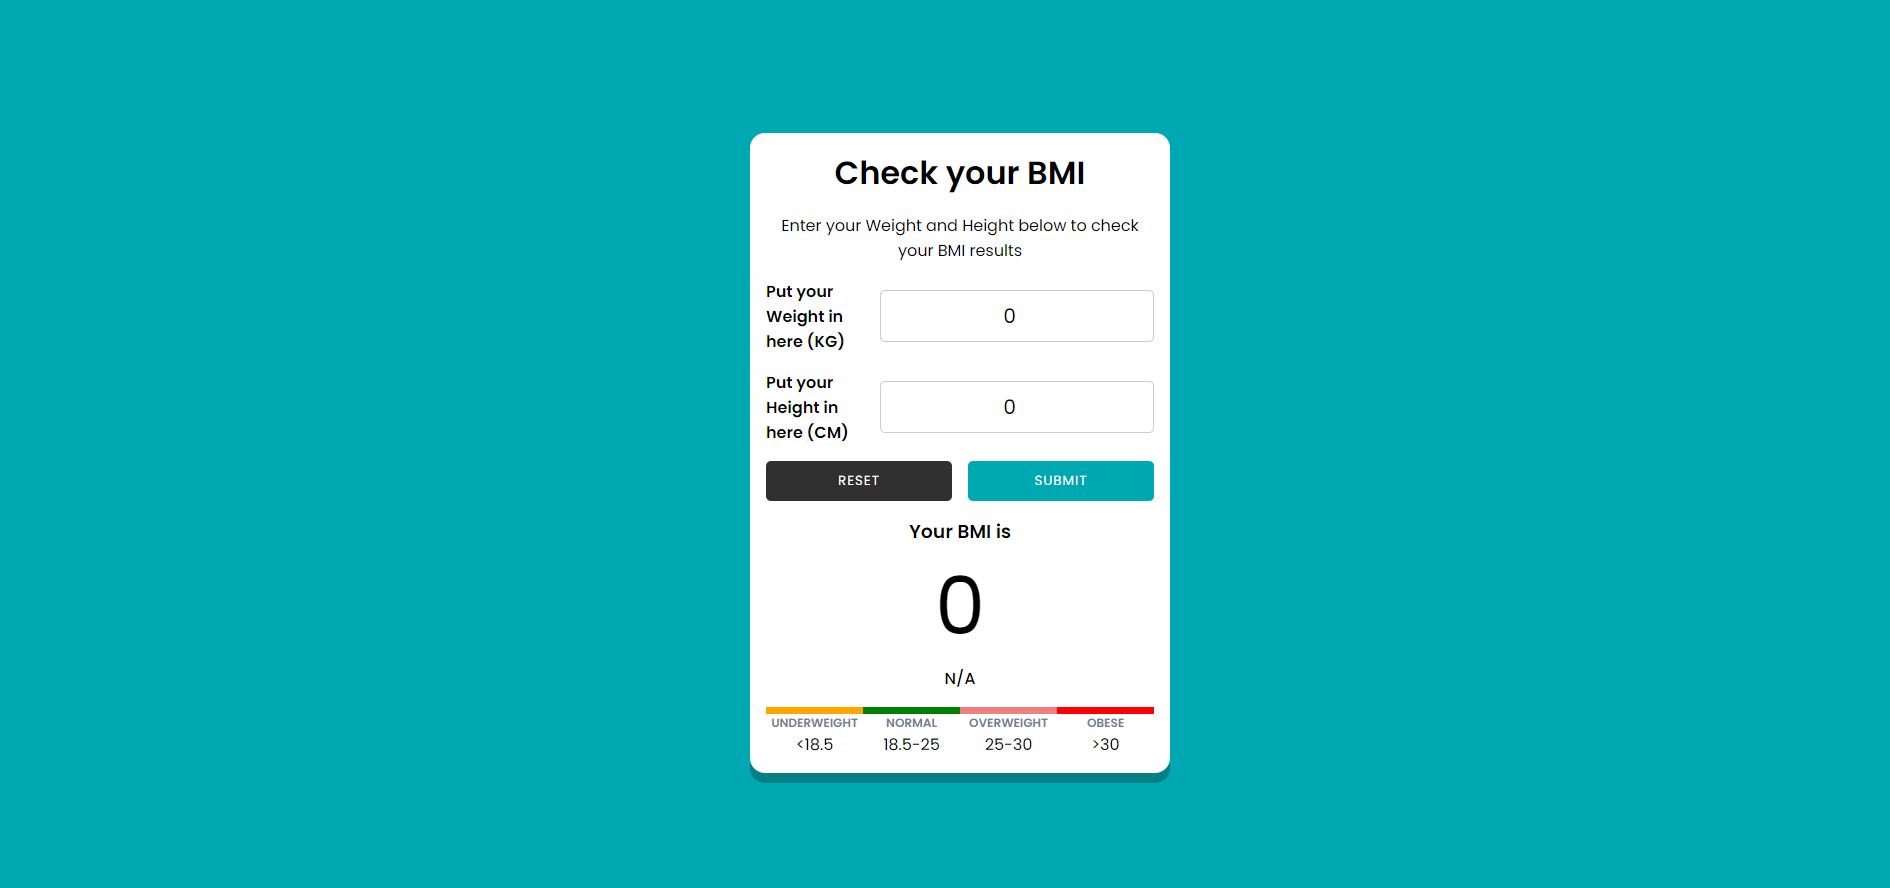 Check your BMI
Enter your Weight and Height below to check
your BMI results
Put your
Weight in
here (KG)
0
Put your
Height in
here (CM)
0
RESET
SUBMIT
Your BMI is
0
N/A
UNDERWEIGHT NORMAL OVERWEIGHT OBESE
<18.5 18.5-25 25-30 >30